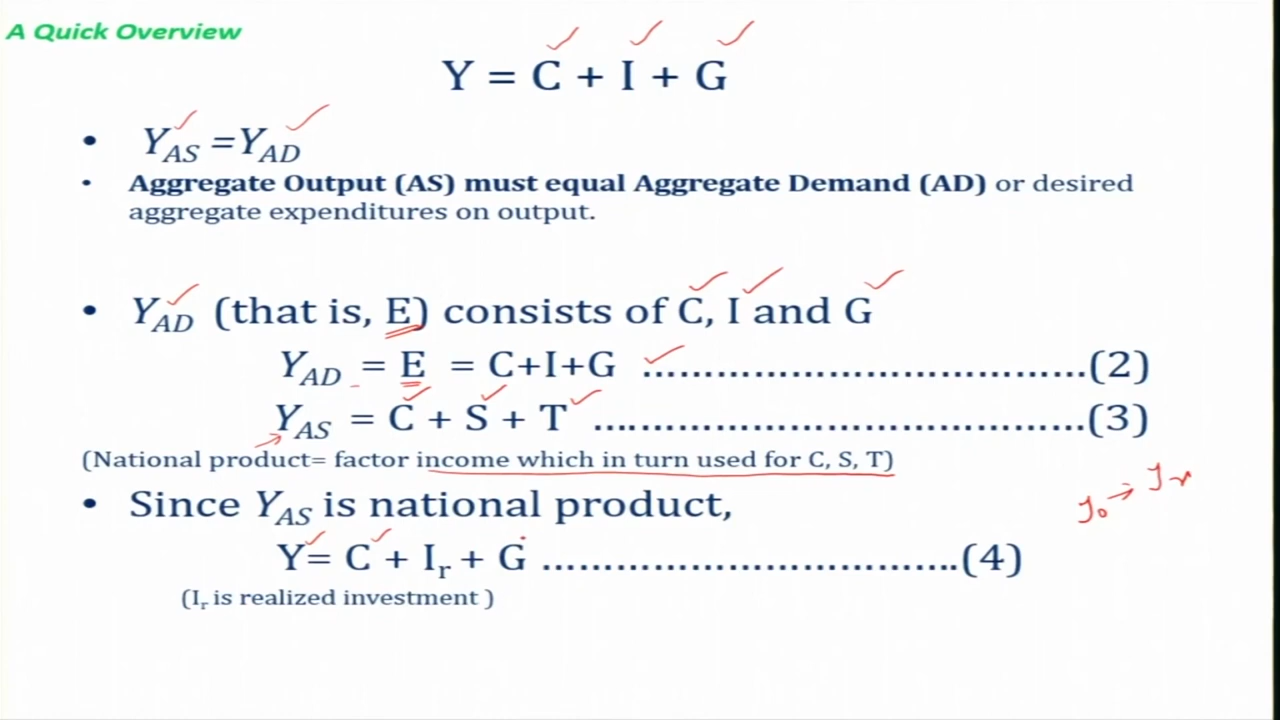 A Quick Overview
Y = C + I + G
• Y_AS =Y_AD
• Aggregate Output (AS) must equal Aggregate Demand (AD) or desired
aggregate expenditures on output.
• Y_AD (that is, E) consists of C, I and G
Y_AD = E = C+I+G ........................................(2)
Y_AS = C + S + T ........................................(3)
(National product= factor income which in turn used for C, S, T)
• Since Y_AS is national product,
Y= C + I_r + G ......................................(4)
(I_r is realized investment )